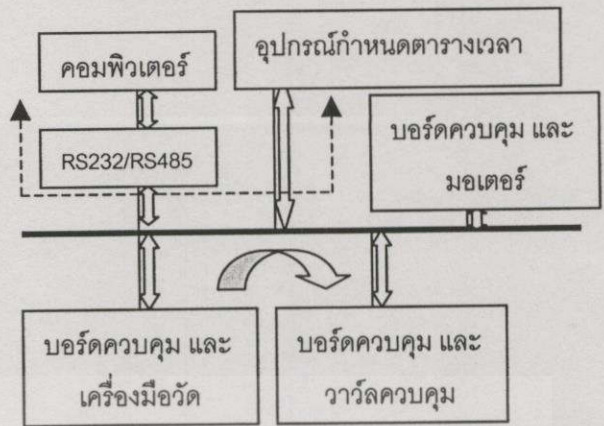 คอมพิวเตอร์
อุปกรณ์กำหนดตารางเวลา
RS232/RS485
บอร์ดควบคุม และ
มอเตอร์
บอร์ดควบคุม และ
เครื่องมือวัด
บอร์ดควบคุม และ
วาว์ลควบคุม